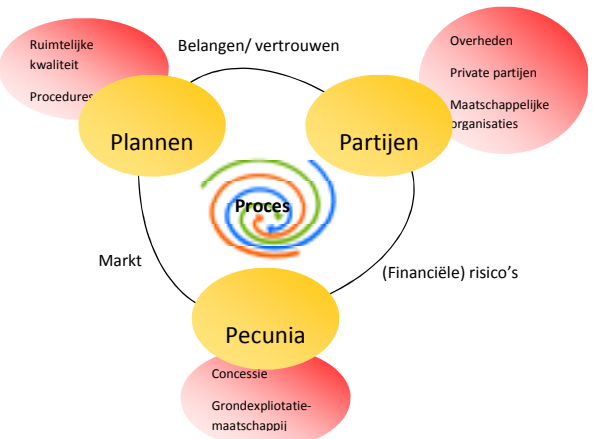 Ruimtelijke
kwaliteit
Procedures
Belangen/ vertrouwen
Overheden
Private partijen
Maatschappelijke
organisaties
Plannen
Partijen
Proces
Markt
(Financiële) risico's
Pecunia
Concessie
Grondexpliotatie-
maatschappij